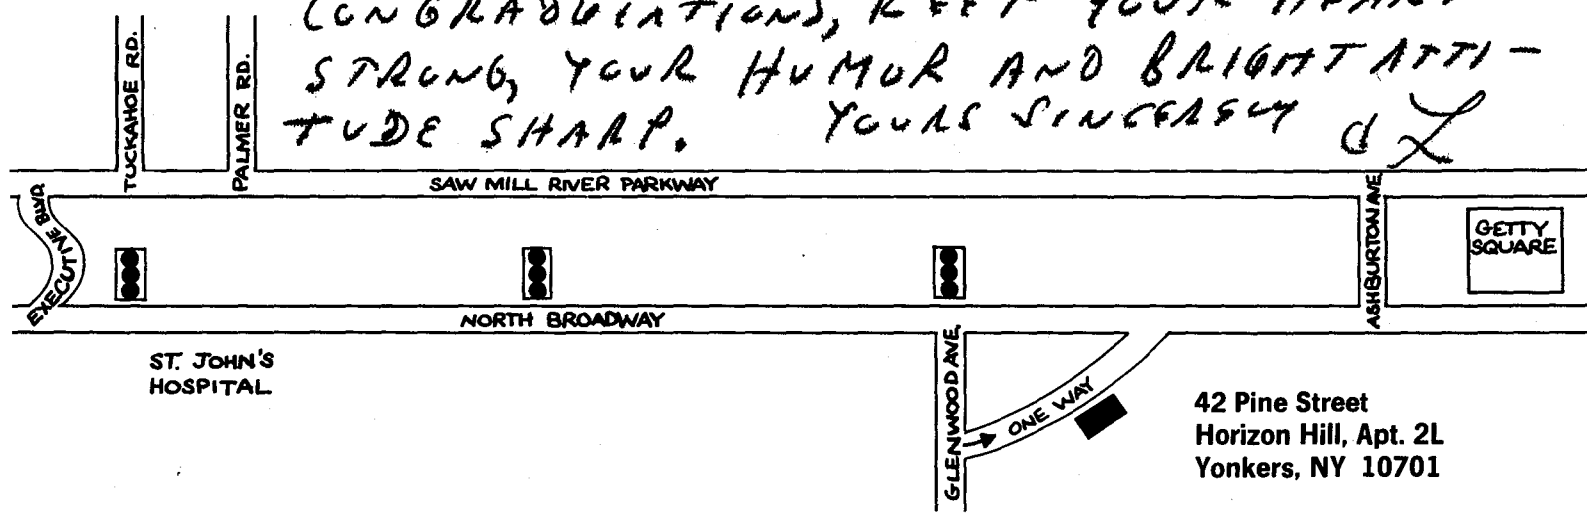 CONGRADULATIONS, KEEP YOUR HEART
STRONG, YOUR HUMOR AND BRIGHT ATTI-
TUDE SHARP. YOURS SINCERELY
TUCKAHOE RD.
PALMER RD.
SAW MILL RIVER PARKWAY
EXECUTIVE BLVD.
ASHBURTON AVE.
GETTY
SQUARE
NORTH BROADWAY
ST. JOHN'S
HOSPITAL
GLENWOOD AVE.
ONE WAY
42 Pine Street
Horizon Hill, Apt. 2L
Yonkers, NY 10701